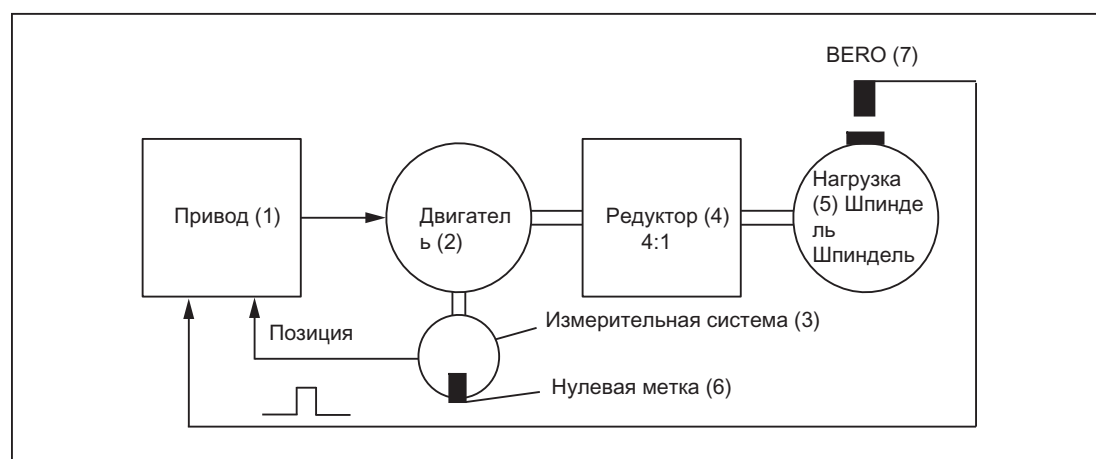 BERO (7)
Привод (1)
Двигател
ь (2)
Редуктор (4)
4:1
Нагрузка
(5) Шпинде
ль
Шпиндель
Позиция
Измерительная система (3)
Нулевая метка (6)